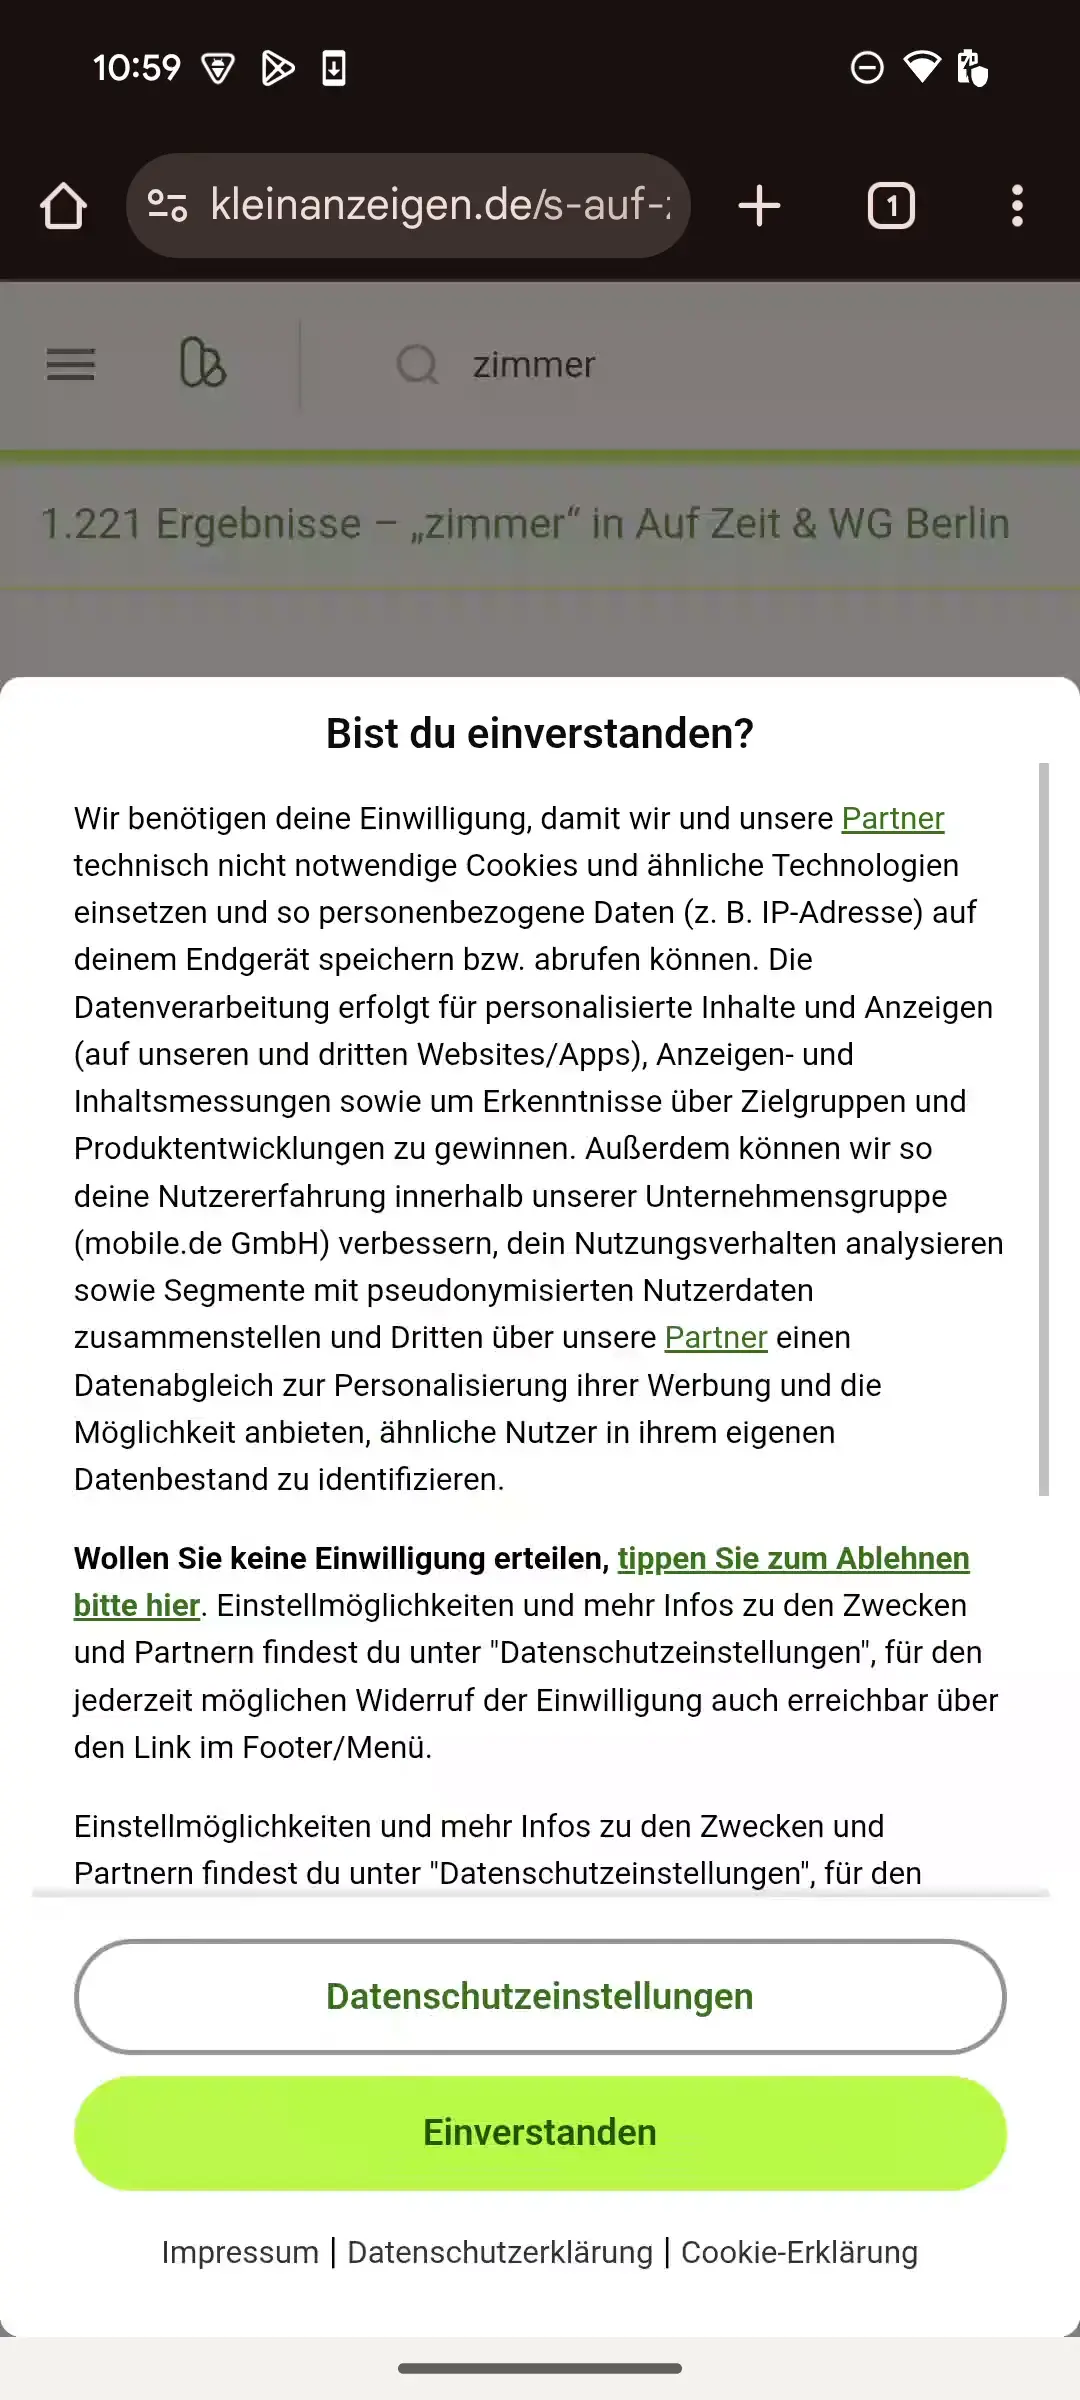 10:59
kleinanzeigen.de/s-auf-
1
zimmer
1.221 Ergebnisse – „zimmer“ in Auf Zeit & WG Berlin
Bist du einverstanden?
Wir benötigen deine Einwilligung, damit wir und unsere Partner
technisch nicht notwendige Cookies und ähnliche Technologien
einsetzen und so personenbezogene Daten (z. B. IP-Adresse) auf
deinem Endgerät speichern bzw. abrufen können. Die
Datenverarbeitung erfolgt für personalisierte Inhalte und Anzeigen
(auf unseren und dritten Websites/Apps), Anzeigen- und
Inhaltsmessungen sowie um Erkenntnisse über Zielgruppen und
Produktentwicklungen zu gewinnen. Außerdem können wir so
deine Nutzererfahrung innerhalb unserer Unternehmensgruppe
(mobile.de GmbH) verbessern, dein Nutzungsverhalten analysieren
sowie Segmente mit pseudonymisierten Nutzerdaten
zusammenstellen und Dritten über unsere Partner einen
Datenabgleich zur Personalisierung ihrer Werbung und die
Möglichkeit anbieten, ähnliche Nutzer in ihrem eigenen
Datenbestand zu identifizieren.
Wollen Sie keine Einwilligung erteilen, tippen Sie zum Ablehnen
bitte hier. Einstellmöglichkeiten und mehr Infos zu den Zwecken
und Partnern findest du unter "Datenschutzeinstellungen", für den
jederzeit möglichen Widerruf der Einwilligung auch erreichbar über
den Link im Footer/Menü.
Einstellmöglichkeiten und mehr Infos zu den Zwecken und
Partnern findest du unter "Datenschutzeinstellungen", für den
Datenschutzeinstellungen
Einverstanden
Impressum | Datenschutzerklärung | Cookie-Erklärung